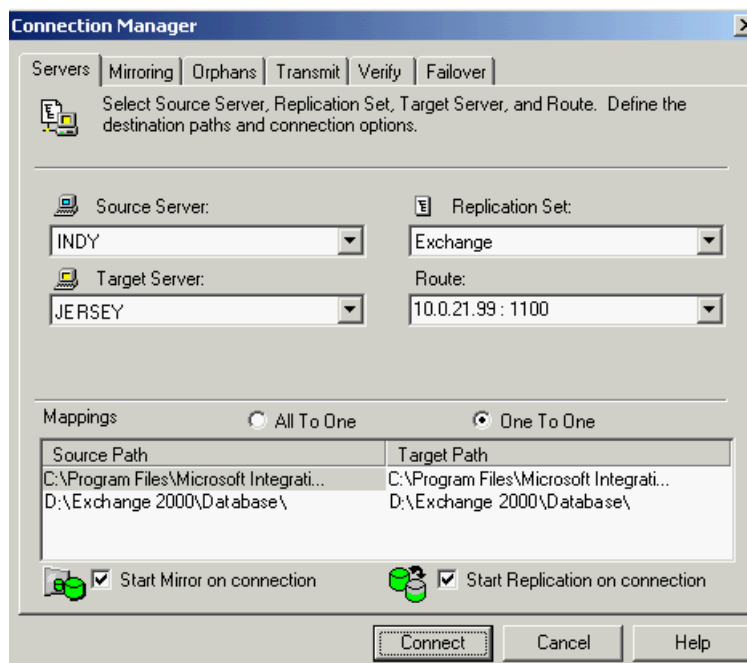 Connection Manager
Servers Mirroring Orphans Transmit Verify Failover
Select Source Server, Replication Set, Target Server, and Route. Define the
destination paths and connection options.
Source Server:
Replication Set:
INDY
Exchange
Target Server:
Route:
JERSEY
10.0.21.99 : 1100
Mappings
All To One
One To One
Source Path
Target Path
C:\Program Files\Microsoft Integrati...
C:\Program Files\Microsoft Integrati...
D:\Exchange 2000\Database\
D:\Exchange 2000\Database\
Start Mirror on connection
Start Replication on connection
Connect
Cancel
Help